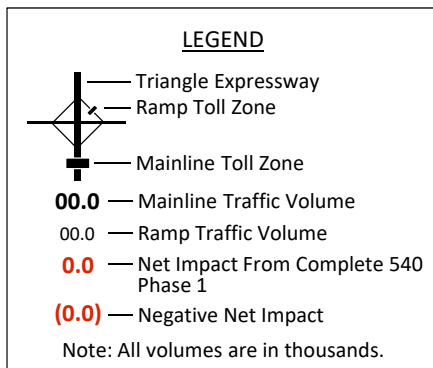 LEGEND
Triangle Expressway
Ramp Toll Zone
Mainline Toll Zone
00.0 Mainline Traffic Volume
00.0 Ramp Traffic Volume
0.0 Net Impact From Complete 540
Phase 1
(0.0) Negative Net Impact
Note: All volumes are in thousands.